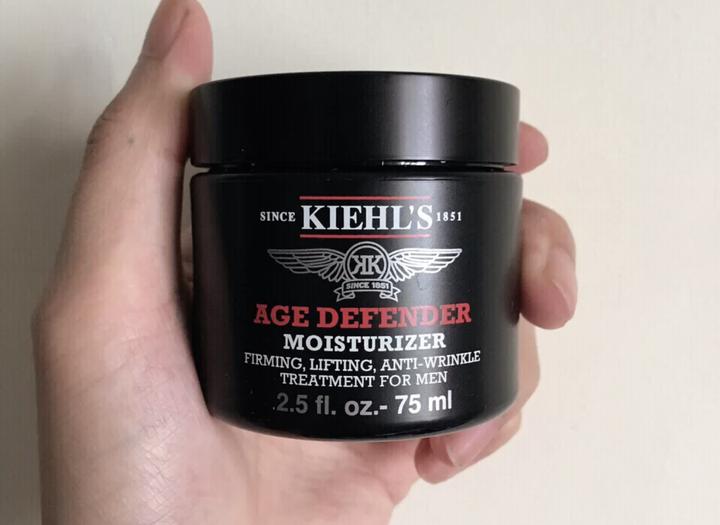 SINCE KIEHL'S 1851
KK
SINCE 1851
AGE DEFENDER
MOISTURIZER
FIRMING, LIFTING, ANTI-WRINKLE
TREATMENT FOR MEN
2.5 fl. oz.- 75 ml